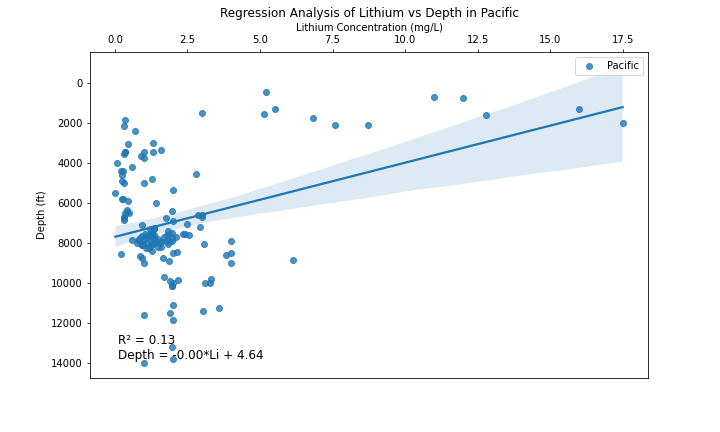 Regression Analysis of Lithium vs Depth in Pacific
Lithium Concentration (mg/L)
0.0 2.5 5.0 7.5 10.0 12.5 15.0 17.5
Pacific
Depth (ft)
0
2000
4000
6000
8000
10000
12000
14000
R² = 0.13
Depth = -0.00*Li + 4.64